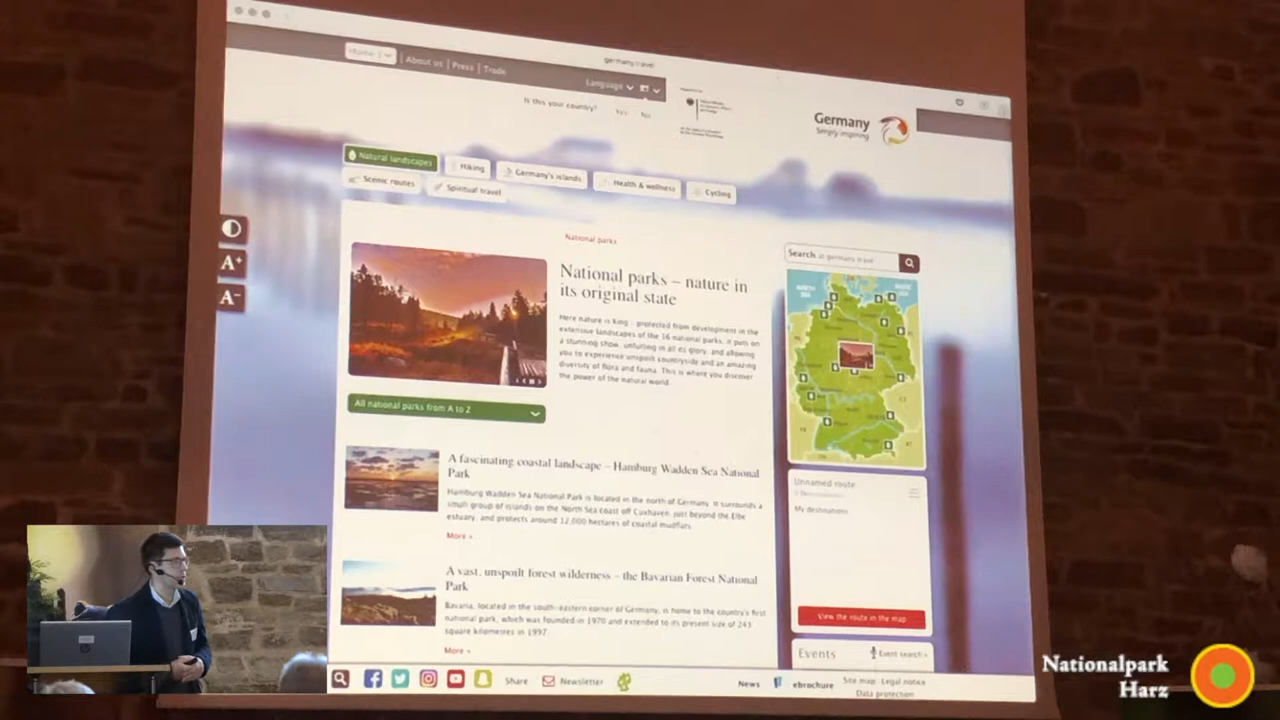 germany.travel
Home
About us
Press
Trade
Language
Is this your country?
Yes
No
Germany
Simply inspiring
Natural landscapes
Hiking
Germany's islands
Health & wellness
Cycling
Scenic routes
Spiritual travel
A+
A-
National parks
National parks – nature in
its original state
Here nature is king – protected from development in the
extensive landscapes of the 16 national parks, it puts on
a stunning show, unfurling in all its glory, and allowing
you to experience unspoilt countryside and an amazing
diversity of flora and fauna. This is where you discover
the power of the natural world.
All national parks from A to Z
A fascinating coastal landscape – Hamburg Wadden Sea National
Park
Hamburg Wadden Sea National Park is located in the north of Germany. It surrounds a
small group of islands on the North Sea coast off Cuxhaven, just beyond the Elbe
estuary, and protects around 12,000 hectares of coastal mudflats.
More »
A vast, unspoilt forest wilderness – the Bavarian Forest National
Park
Bavaria, located in the south-eastern corner of Germany, is home to the country's first
national park, which was founded in 1970 and extended to its present size of 243
square kilometres in 1997.
More »
Search in germany.travel
NORTH
SEA
BALTIC
SEA
Unnamed route
My destinations
View the route in the map
Events
Event search »
Share
Newsletter
News
ebrochure
Site map
Legal notice
Data protection
hp
Nationalpark
Harz